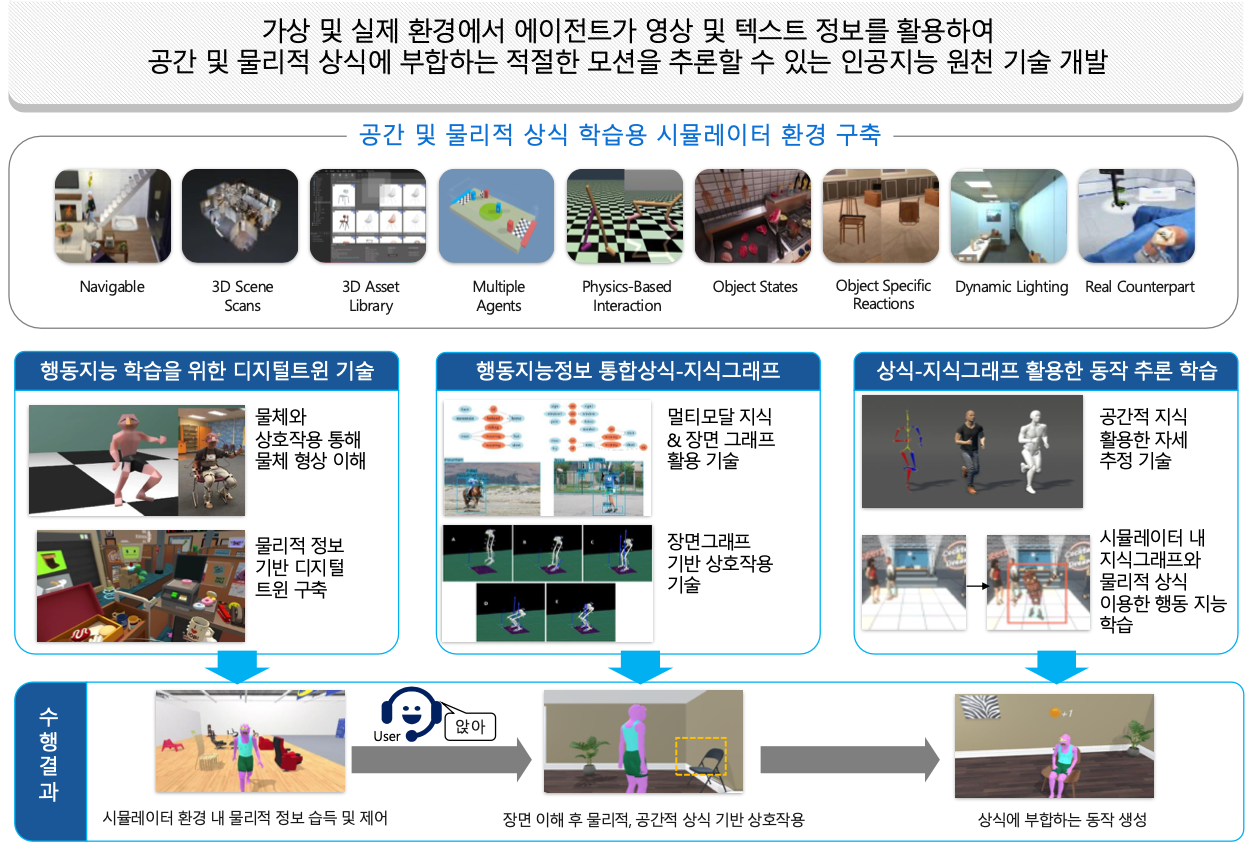 가상 및 실제 환경에서 에이전트가 영상 및 텍스트 정보를 활용하여
공간 및 물리적 상식에 부합하는 적절한 모션을 추론할 수 있는 인공지능 원천 기술 개발
공간 및 물리적 상식 학습용 시뮬레이터 환경 구축
Navigable
3D Scene
Scans
3D Asset
Library
Multiple
Agents
Physics-Based
Interaction
Object States
Object Specific
Reactions
Dynamic Lighting
Real Counterpart
행동지능 학습을 위한 디지털트윈 기술
물체와
상호작용 통해
물체 형상 이해
물리적 정보
기반 디지털
트윈 구축
행동지능정보 통합상식-지식그래프
멀티모달 지식
& 장면 그래프
활용 기술
A
B
C
D
E
장면그래프
기반 상호작용
기술
상식-지식그래프 활용한 동작 추론 학습
공간적 지식
활용한 자세
추정 기술
시뮬레이터 내
지식그래프와
물리적 상식
이용한 행동 지능
학습
수
행
결
과
User
앉아
+1
시뮬레이터 환경 내 물리적 정보 습득 및 제어
장면 이해 후 물리적, 공간적 상식 기반 상호작용
상식에 부합하는 동작 생성